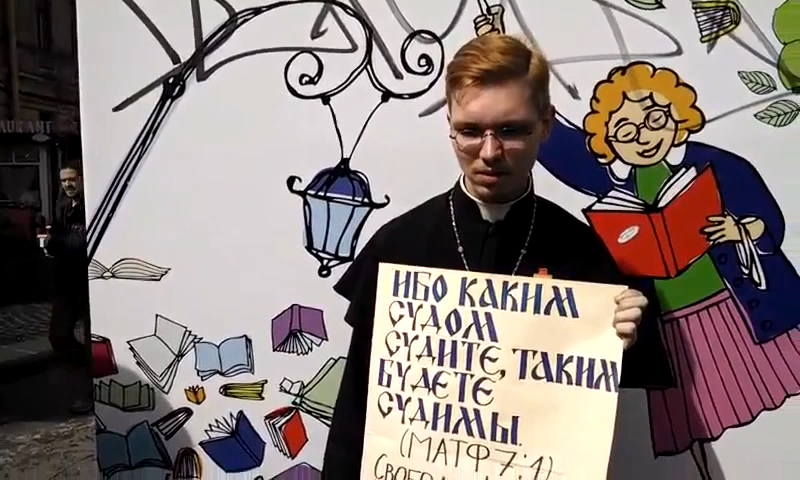 ИБО КАКИМ
СУДОМ
СУДИТЕ, ТАКИМ
БУДЕТЕ
СУДИМЫ.
(МАТФ 7:1)